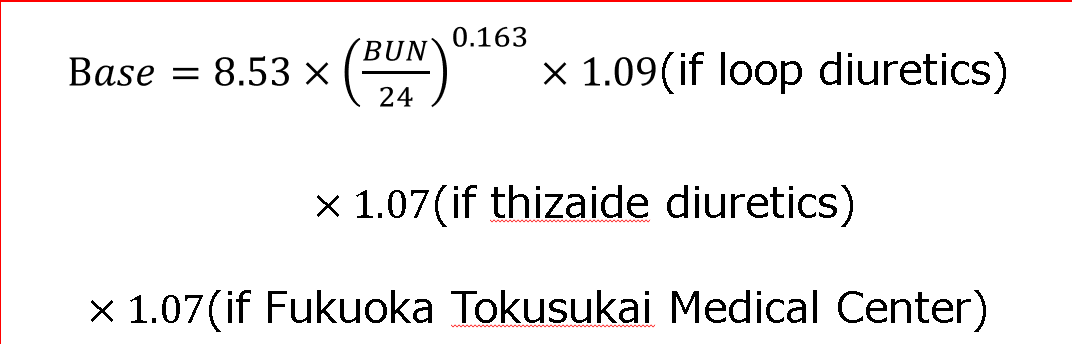 Base = 8.53 × (BUN/24)^0.163 × 1.09(if loop diuretics)
× 1.07(if thizaide diuretics)
× 1.07(if Fukuoka Tokusukai Medical Center)